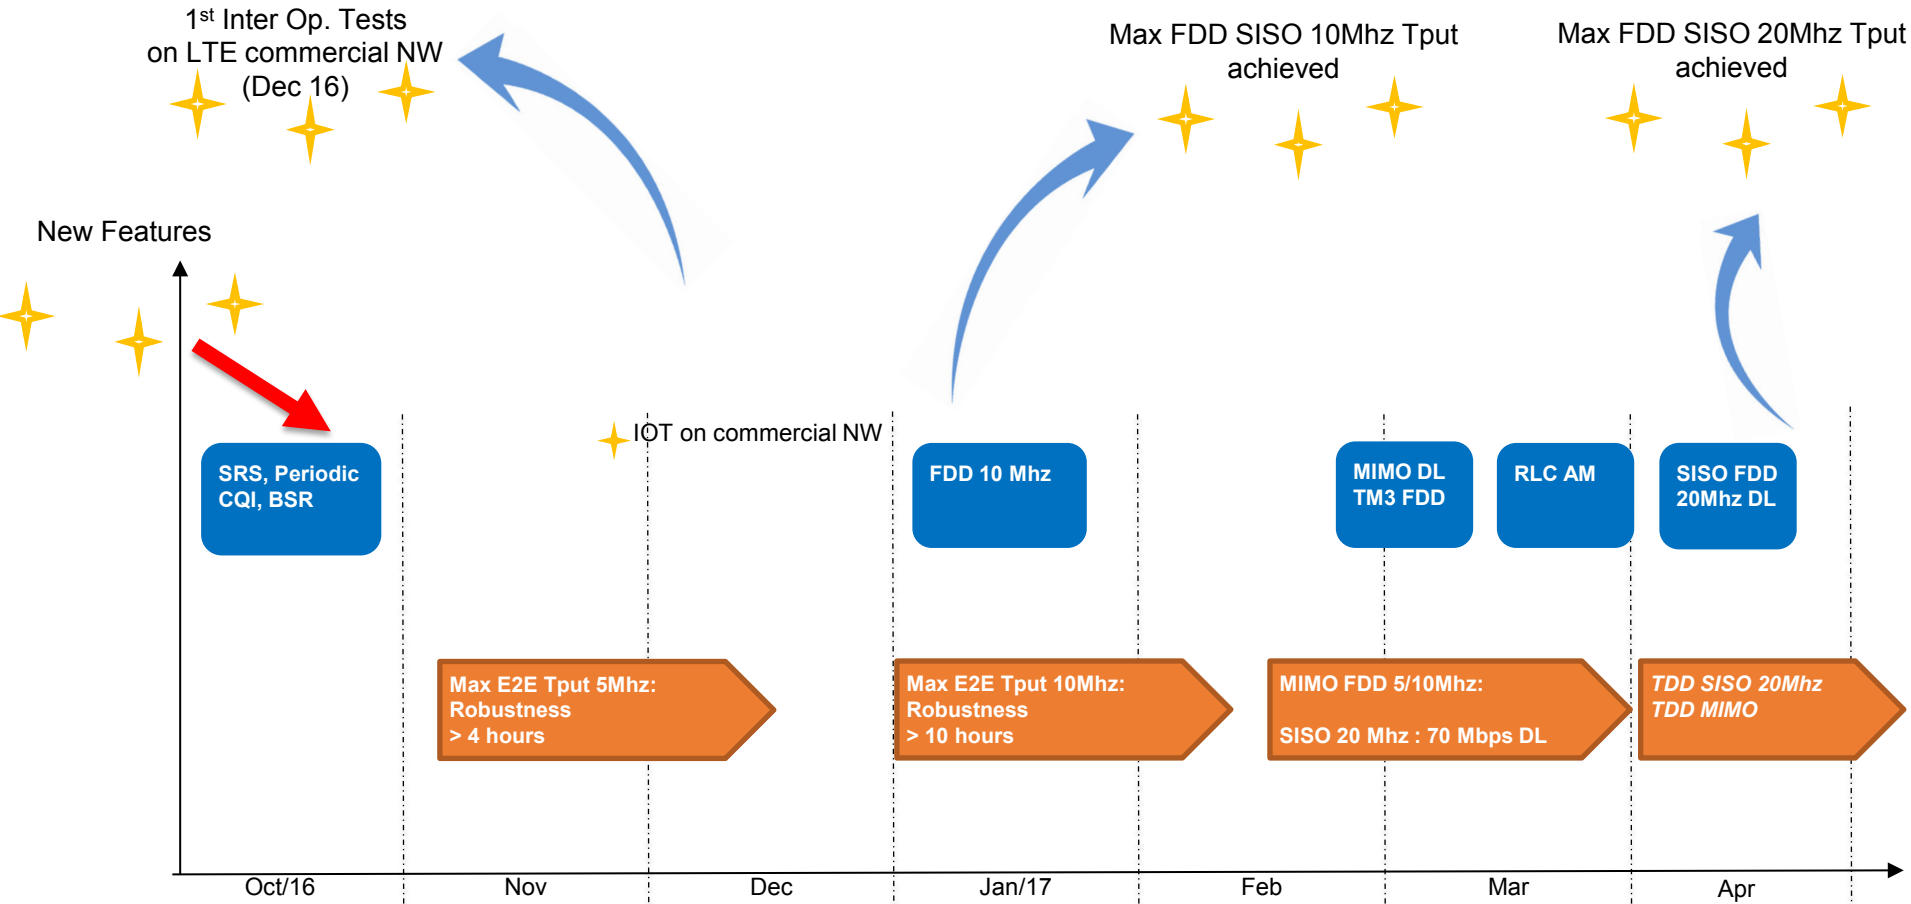 1st Inter Op. Tests
on LTE commercial NW
(Dec 16)
Max FDD SISO 10Mhz Tput
achieved
Max FDD SISO 20Mhz Tput
achieved
New Features
IOT on commercial NW
SRS, Periodic
CQI, BSR
FDD 10 Mhz
MIMO DL
TM3 FDD
RLC AM
SISO FDD
20Mhz DL
Max E2E Tput 5Mhz:
Robustness
> 4 hours
Max E2E Tput 10Mhz:
Robustness
> 10 hours
MIMO FDD 5/10Mhz:
SISO 20 Mhz : 70 Mbps DL
TDD SISO 20Mhz
TDD MIMO
Oct/16
Nov
Dec
Jan/17
Feb
Mar
Apr